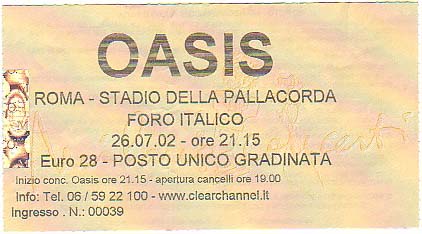 OASIS
ROMA - STADIO DELLA PALLACORDA
FORO ITALICO
26.07.02 - ore 21.15
Euro 28 - POSTO UNICO GRADINATA
Inizio conc. Oasis ore 21.15 - apertura cancelli ore 19.00
Info: Tel. 06 / 59 22 100 - www.clearchannel.it
Ingresso . N.: 00039